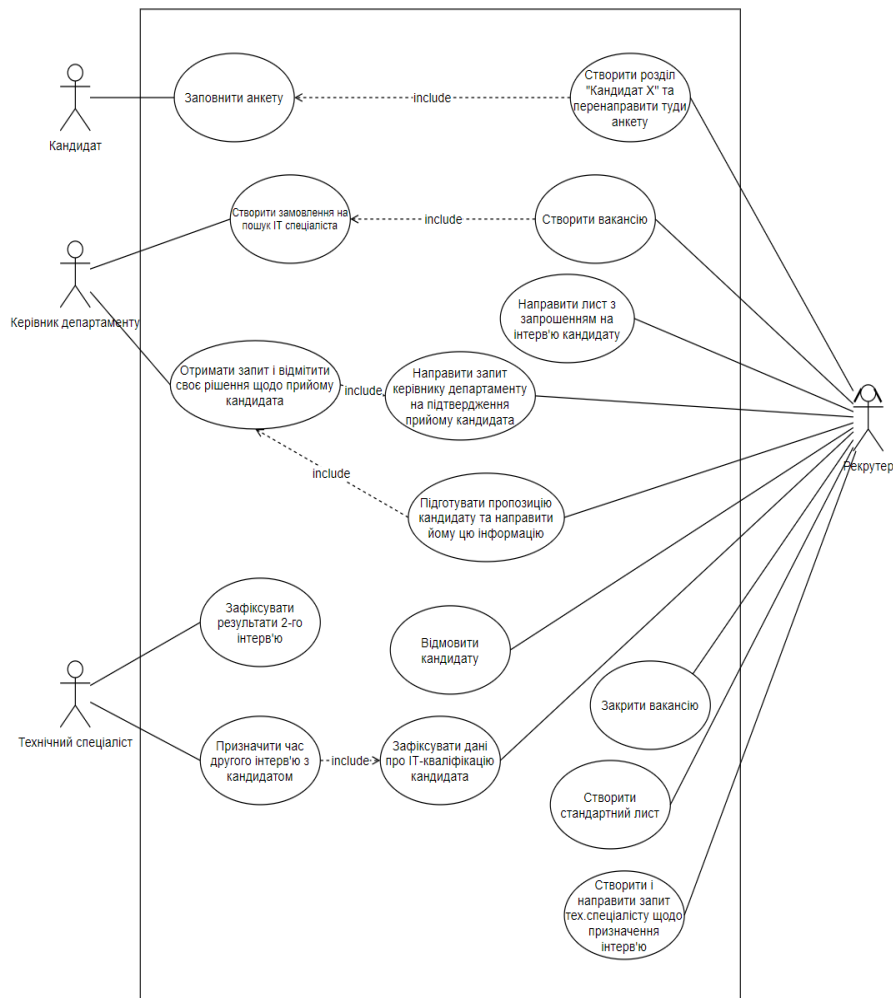 Створити розділ
"Кандидат Х" та
перенаправити туди
анкету
Заповнити анкету
include
Кандидат
Створити замовлення на
пошук ІТ спеціаліста
include
Створити вакансію
Керівник департаменту
Направити лист з
запрошенням на
інтерв'ю кандидату
Отримати запит і відмітити
своє рішення щодо прийому
кандидата
include
Направити запит
керівнику департаменту
на підтвердження
прийому кандидата
Рекрутер
include
Підготувати пропозицію
кандидату та направити
йому цю інформацію
Зафіксувати
результати 2-го
інтерв'ю
Відмовити
кандидату
Закрити вакансію
Технічний спеціаліст
Призначити час
другого інтерв'ю з
кандидатом
include
Зафіксувати дані
про ІТ-кваліфікацію
кандидата
Створити
стандартний лист
Створити і
направити запит
тех.спеціалісту щодо
призначення
інтерв'ю